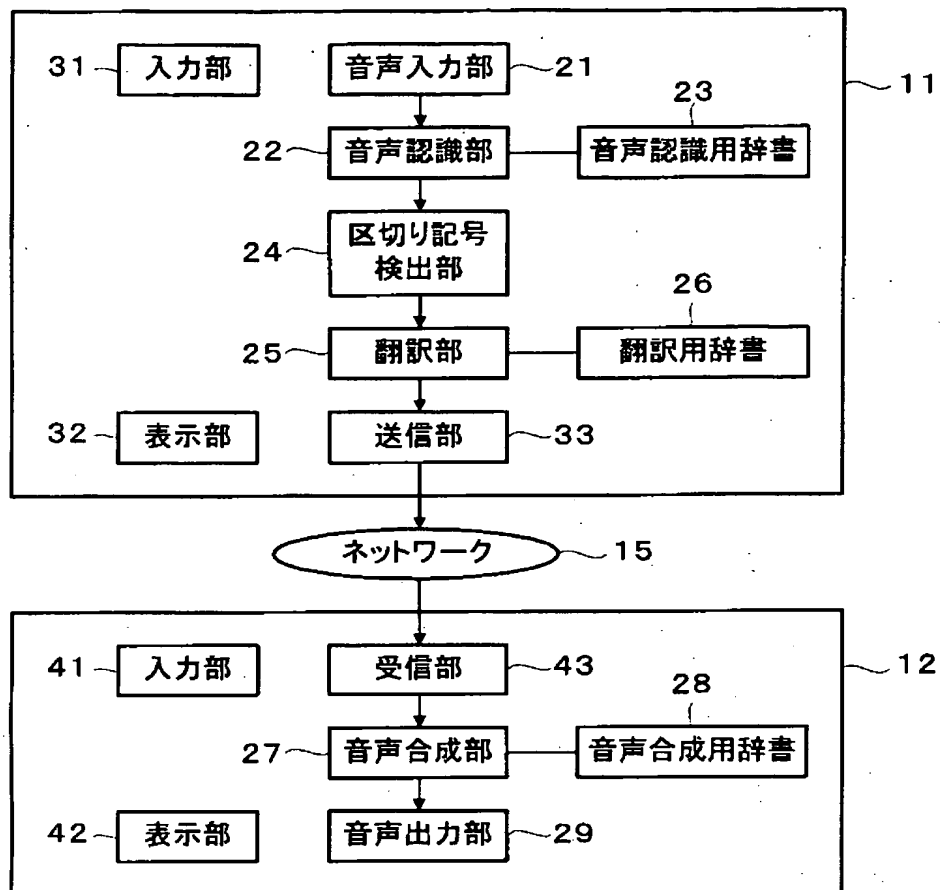 31 入力部 音声入力部 21
11
23
22 音声認識部 音声認識用辞書
24 区切り記号
検出部
26
25 翻訳部 翻訳用辞書
32 表示部 送信部 33
ネットワーク 15
41 入力部 受信部 43
12
28
27 音声合成部 音声合成用辞書
42 表示部 音声出力部 29